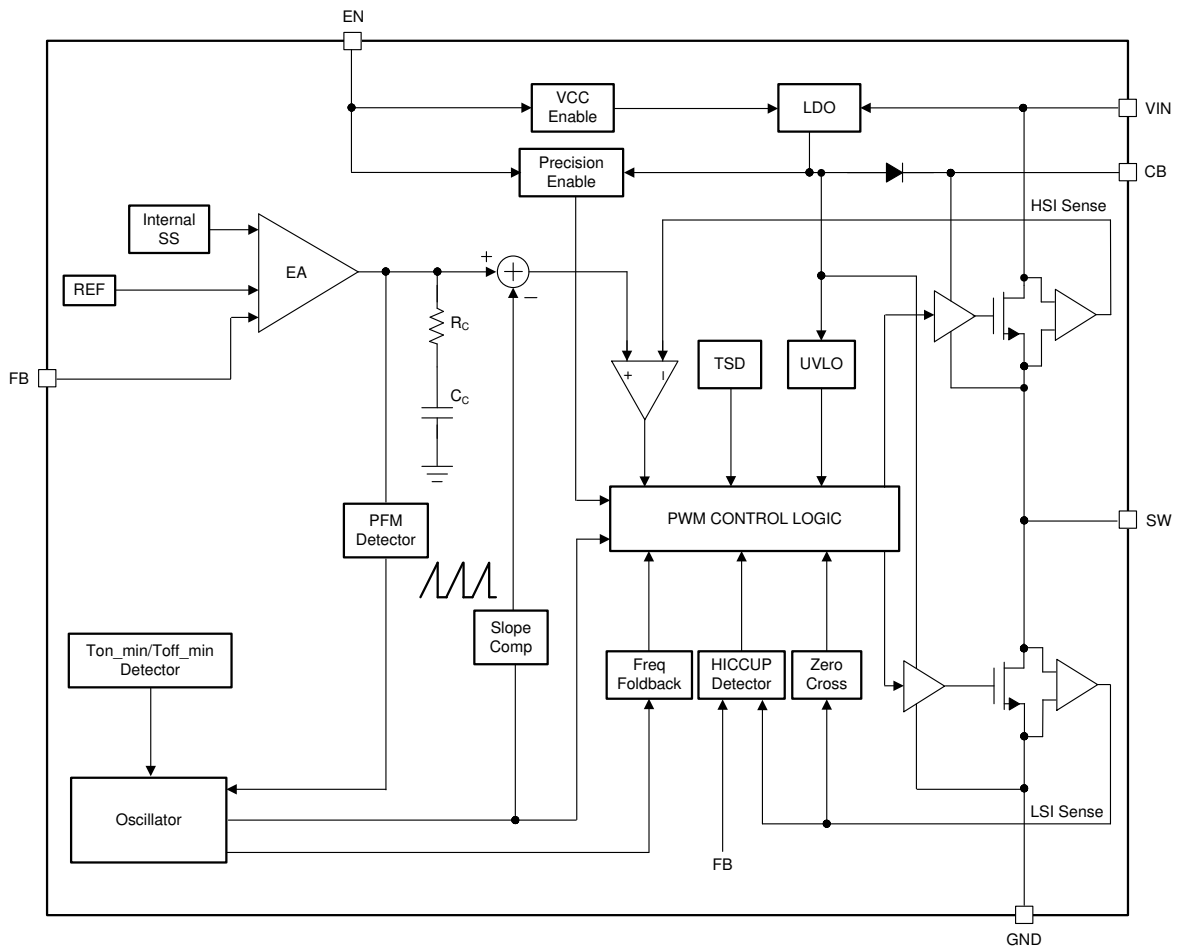 EN
VCC
Enable
LDO
VIN
Precision
Enable
CB
Internal
SS
HSI Sense
+
EA
+
REF
−
RC
TSD
UVLO
FB
+
−
CC
PWM CONTROL LOGIC
SW
PFM
Detector
Slope
Comp
Ton_min/Toff_min
Detector
Freq
Foldback
HICCUP
Detector
Zero
Cross
Oscillator
LSI Sense
FB
GND